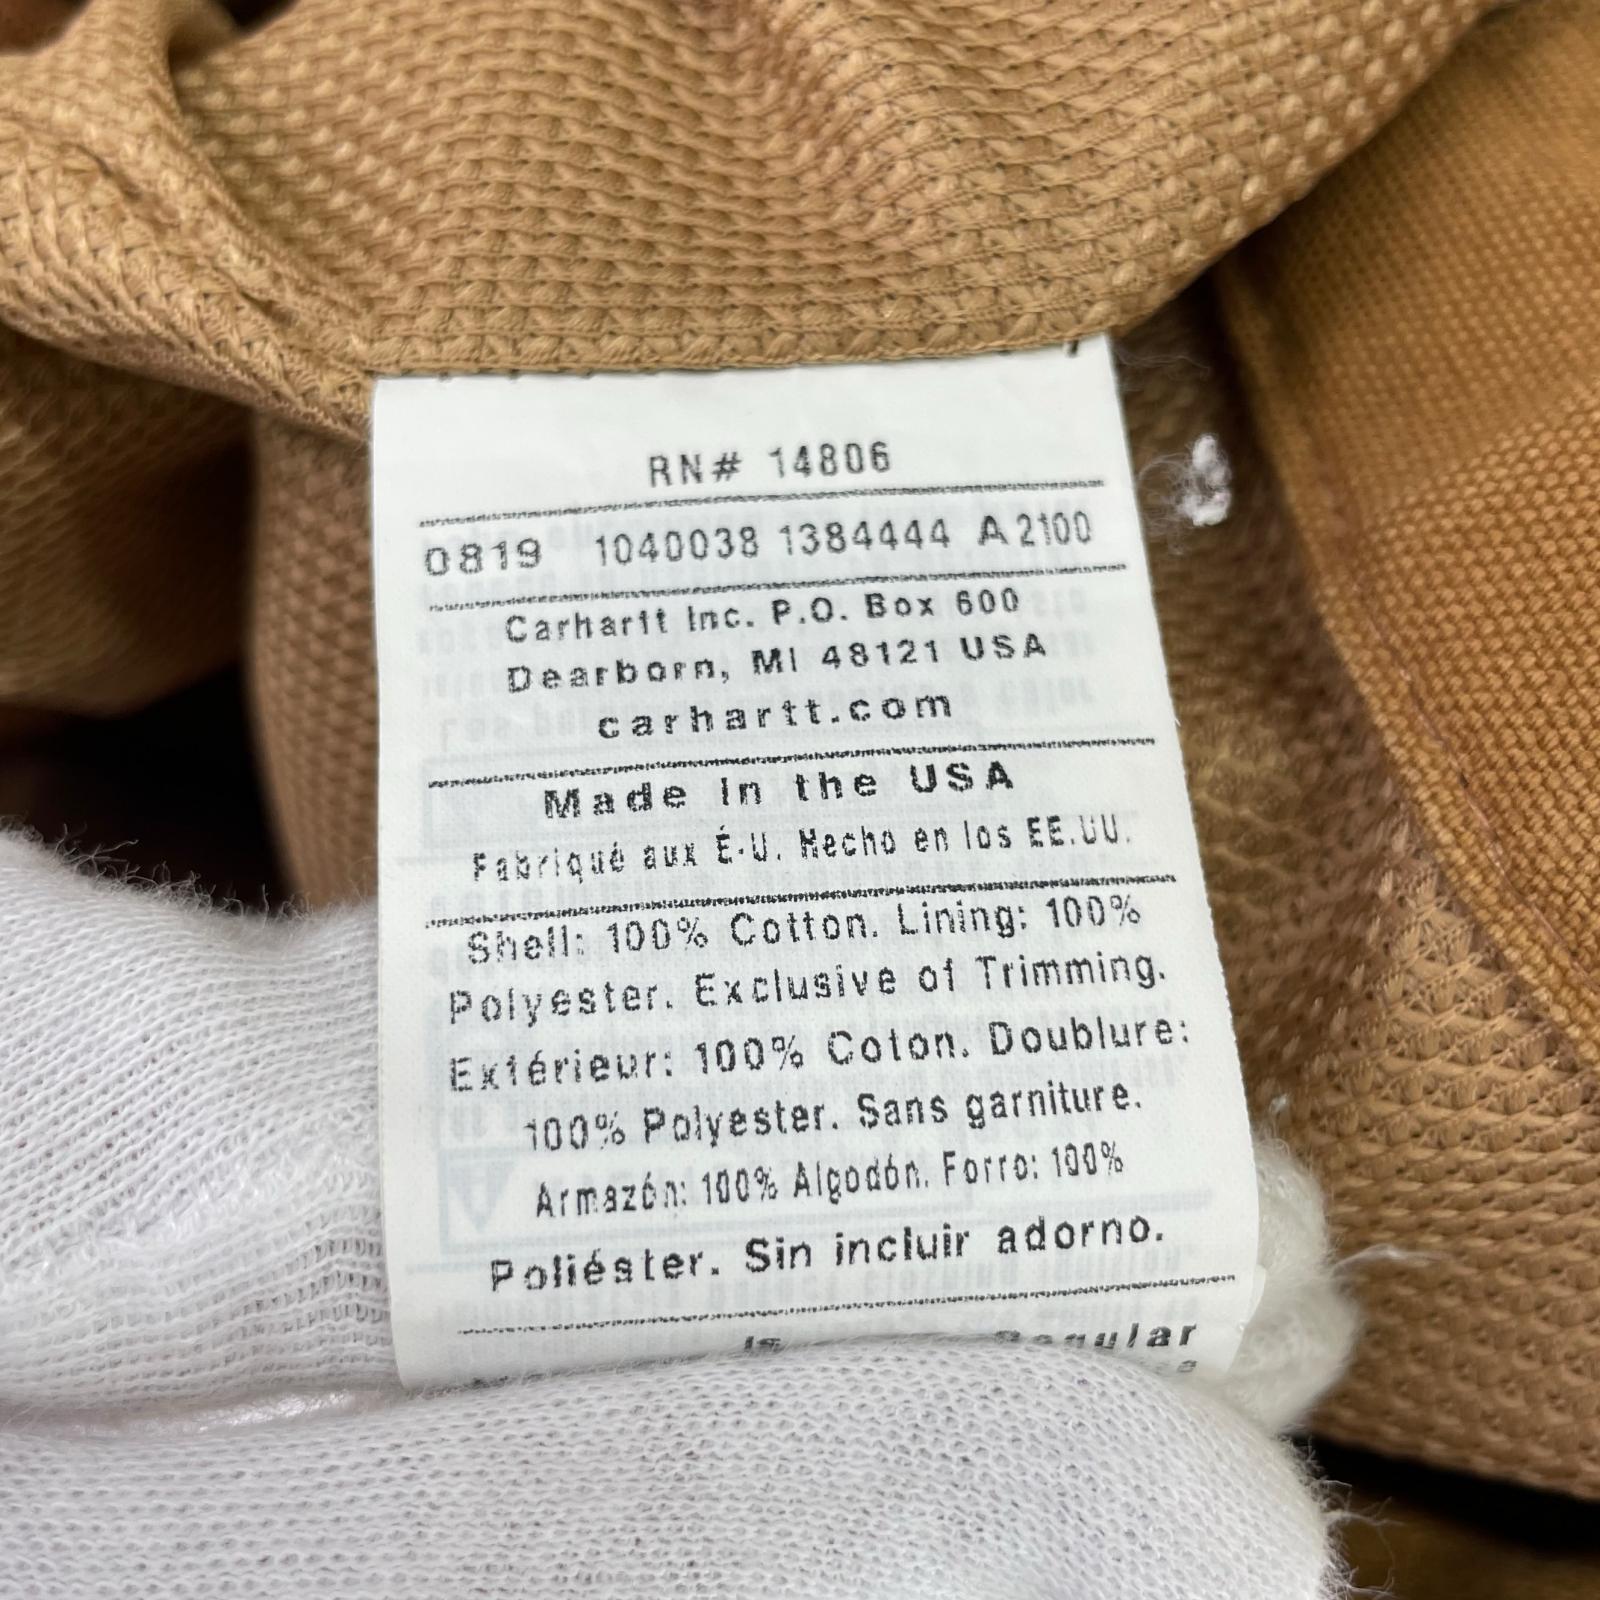 RN# 14806
0819 1040038 1384444 A 2100
Carhartt Inc. P.O. Box 600
Dearborn, MI 48121 USA
carhartt.com
Made in the USA
Fabriqué aux É-U. Hecho en los EE.UU.
Shell: 100% Cotton. Lining: 100%
Polyester. Exclusive of Trimming.
Extérieur: 100% Coton. Doublure:
100% Polyester. Sans garniture.
Armazón: 100% Algodón. Forro: 100%
Poliéster. Sin incluir adorno.
Regular